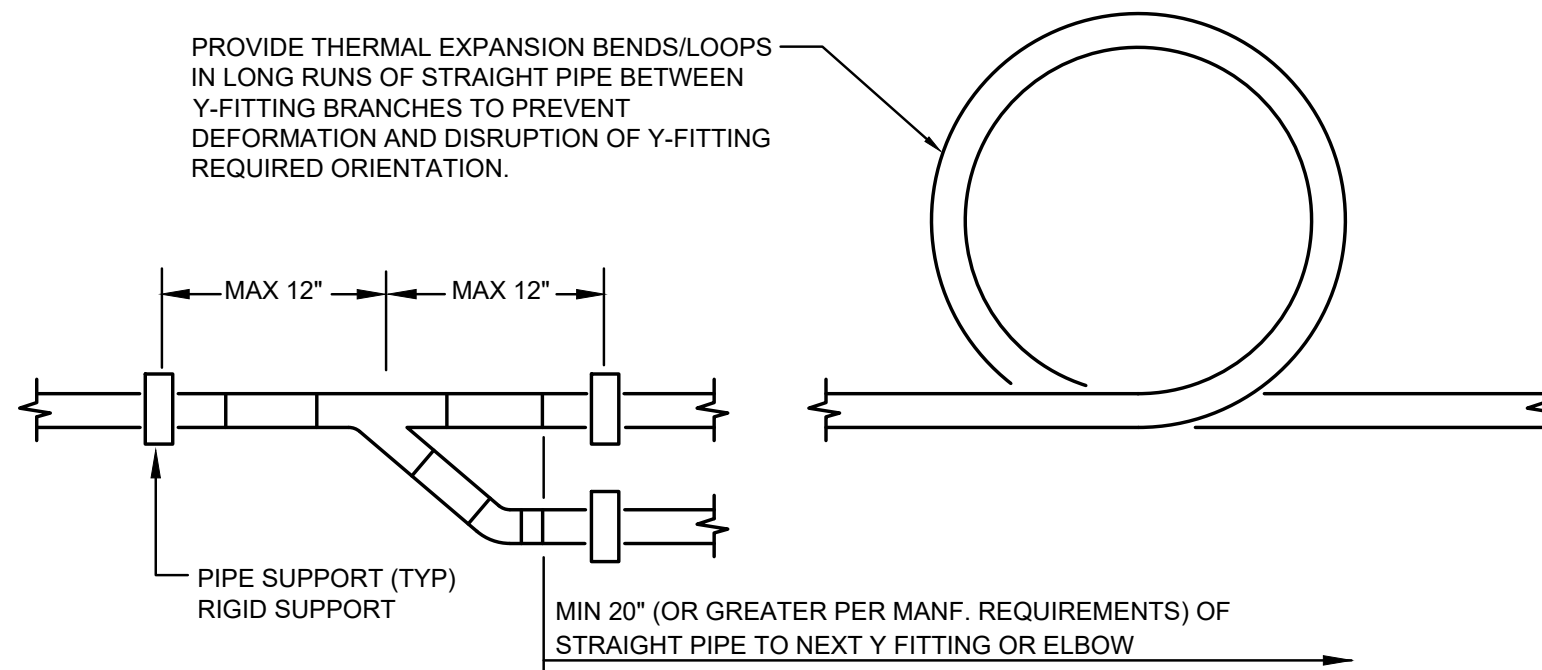 PROVIDE THERMAL EXPANSION BENDS/LOOPS
IN LONG RUNS OF STRAIGHT PIPE BETWEEN
Y-FITTING BRANCHES TO PREVENT
DEFORMATION AND DISRUPTION OF Y-FITTING
REQUIRED ORIENTATION.
MAX 12" MAX 12"
PIPE SUPPORT (TYP)
RIGID SUPPORT
MIN 20" (OR GREATER PER MANF. REQUIREMENTS) OF
STRAIGHT PIPE TO NEXT Y FITTING OR ELBOW